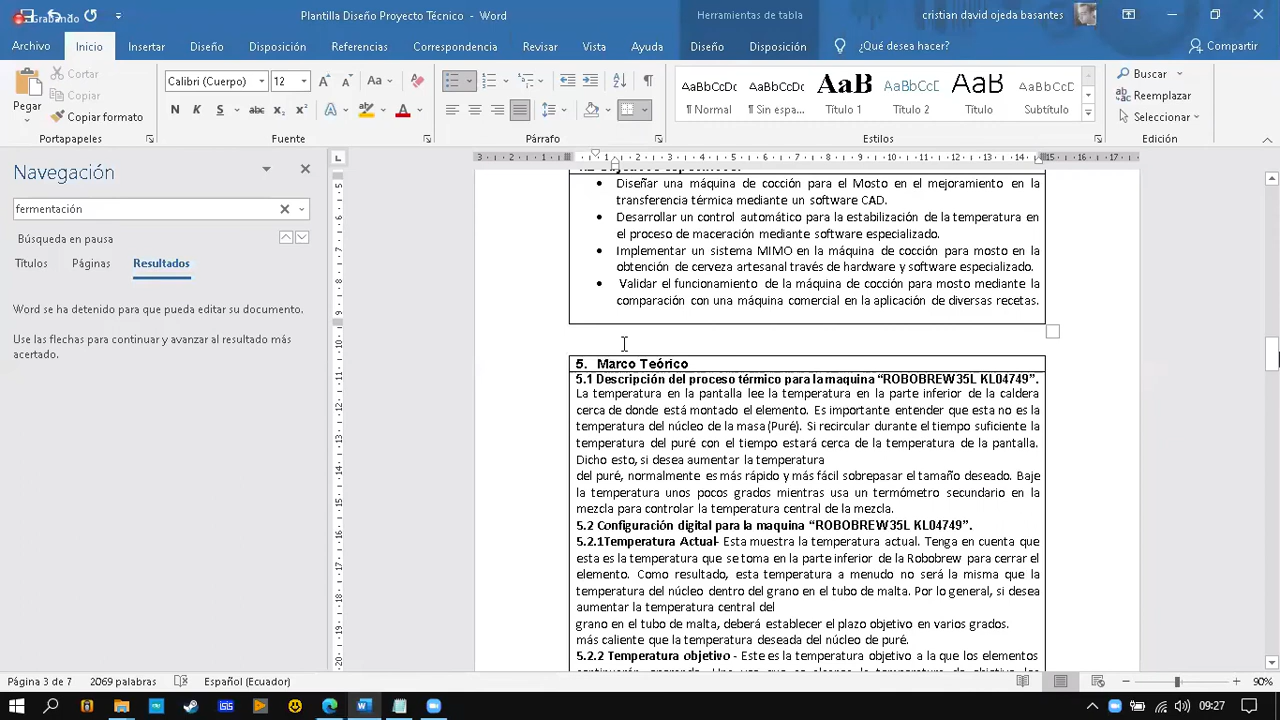 Grabando
Plantilla Diseño Proyecto Técnico - Word
Herramientas de tabla
cristian david ojeda basantes
Archivo Inicio Insertar Diseño Disposición Referencias Correspondencia Revisar Vista Ayuda Diseño Disposición ¿Qué desea hacer? Compartir
Pegar
Cortar
Copiar
Copiar formato
Portapapeles
Calibri (Cuerpo) 12
N K S abc
Fuente
Párrafo
AaBbCcDc AaBbCcDc AaB AaBbCcDc AaB AaBbCcDc
¶ Normal ¶ Sin espa... Título 1 Título 2 Título Subtítulo
Estilos
Buscar
Reemplazar
Seleccionar
Edición
Navegación
fermentación
Búsqueda en pausa
Títulos Páginas Resultados
Word se ha detenido para que pueda editar su documento.
Use las flechas para continuar y avanzar al resultado más
acertado.
• Diseñar una máquina de cocción para el Mosto en el mejoramiento en la
transferencia térmica mediante un software CAD.
• Desarrollar un control automático para la estabilización de la temperatura en
el proceso de maceración mediante software especializado.
• Implementar un sistema MIMO en la máquina de cocción para mosto en la
obtención de cerveza artesanal través de hardware y software especializado.
• Validar el funcionamiento de la máquina de cocción para mosto mediante la
comparación con una máquina comercial en la aplicación de diversas recetas.
5. Marco Teórico
5.1 Descripción del proceso térmico para la maquina “ROBOBREW 35L KL04749”.
La temperatura en la pantalla lee la temperatura en la parte inferior de la caldera
cerca de donde está montado el elemento. Es importante entender que esta no es la
temperatura del núcleo de la masa (Puré). Si recircular durante el tiempo suficiente la
temperatura del puré con el tiempo estará cerca de la temperatura de la pantalla.
Dicho esto, si desea aumentar la temperatura
del puré, normalmente es más rápido y más fácil sobrepasar el tamaño deseado. Baje
la temperatura unos pocos grados mientras usa un termómetro secundario en la
mezcla para controlar la temperatura central de la mezcla.
5.2 Configuración digital para la maquina “ROBOBREW 35L KL04749”.
5.2.1Temperatura Actual- Esta muestra la temperatura actual. Tenga en cuenta que
esta es la temperatura que se toma en la parte inferior de la Robobrew para cerrar el
elemento. Como resultado, esta temperatura a menudo no será la misma que la
temperatura del núcleo dentro del grano en el tubo de malta. Por lo general, si desea
aumentar la temperatura central del
grano en el tubo de malta, deberá establecer el plazo objetivo en varios grados.
más caliente que la temperatura deseada del núcleo de puré.
5.2.2 Temperatura objetivo - Este es la temperatura objetivo a la que los elementos
Página 3 de 7 2069 palabras Español (Ecuador) 90%
09:27